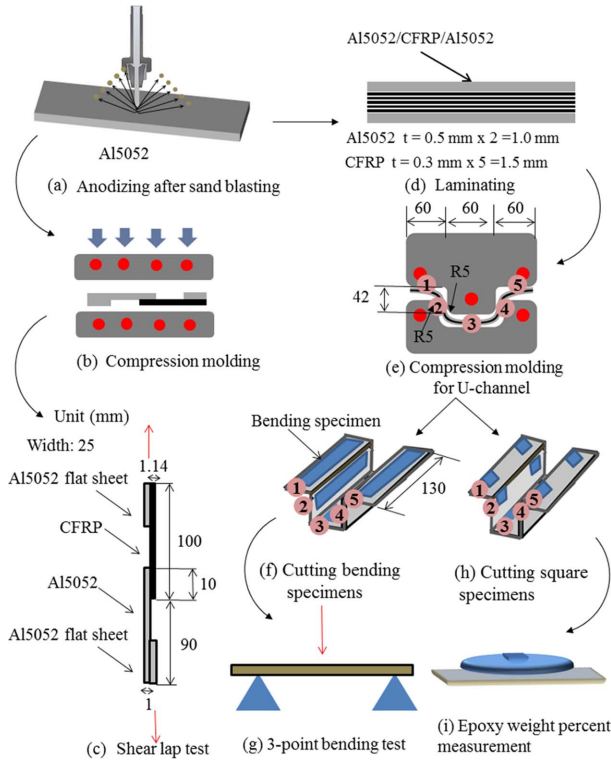 Al5052
(a) Anodizing after sand blasting
Al5052/CFRP/Al5052
Al5052 t = 0.5 mm x 2 =1.0 mm
CFRP t = 0.3 mm x 5 =1.5 mm
(d) Laminating
(b) Compression molding
60
60
60
42
R5
R5
1
2
3
4
5
(e) Compression molding
for U-channel
Unit (mm)
Width: 25
1.14
Al5052 flat sheet
CFRP
100
10
Al5052
90
Al5052 flat sheet
1
(c) Shear lap test
Bending specimen
1
2
3
4
5
130
(f) Cutting bending
specimens
1
2
3
4
5
(h) Cutting square
specimens
(g) 3-point bending test
(i) Epoxy weight percent
measurement